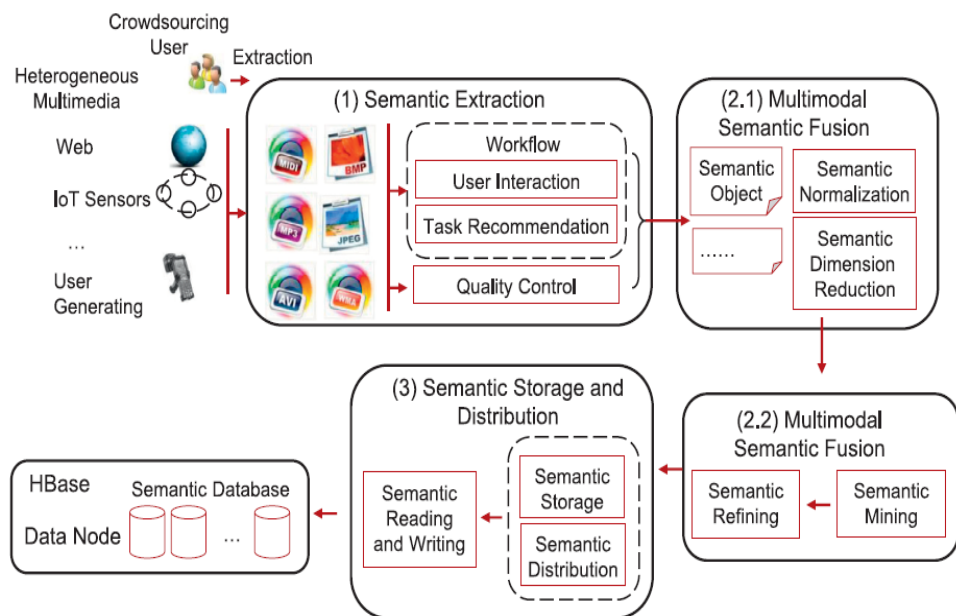 Crowdsourcing
User
Extraction
Heterogeneous
Multimedia
Web
IoT Sensors
...
User
Generating
(1) Semantic Extraction
MIDI
BMP
MP3
JPEG
AVI
Workflow
User Interaction
Task Recommendation
Quality Control
(2.1) Multimodal
Semantic Fusion
Semantic
Object
......
Semantic
Normalization
Semantic
Dimension
Reduction
(2.2) Multimodal
Semantic Fusion
Semantic
Refining
Semantic
Mining
(3) Semantic Storage and
Distribution
Semantic
Reading
and Writing
Semantic
Storage
Semantic
Distribution
HBase
Semantic Database
Data Node
...